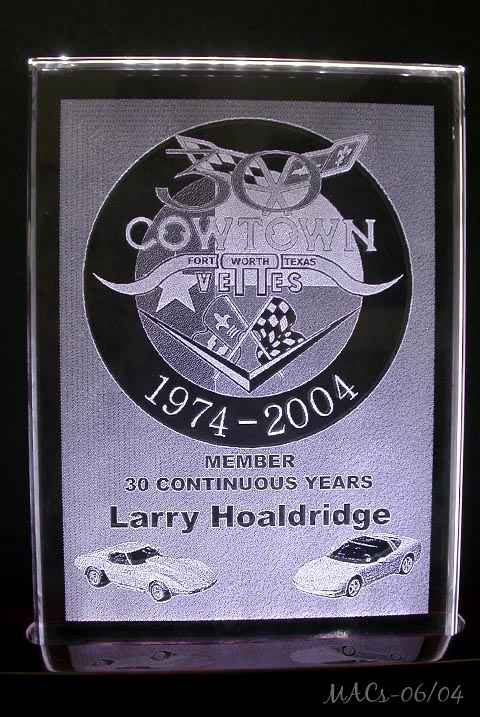 30
COWTOWN
FORT WORTH TEXAS
VETTES
1974-2004
MEMBER
30 CONTINUOUS YEARS
Larry Hoaldridge
MACs-06/04